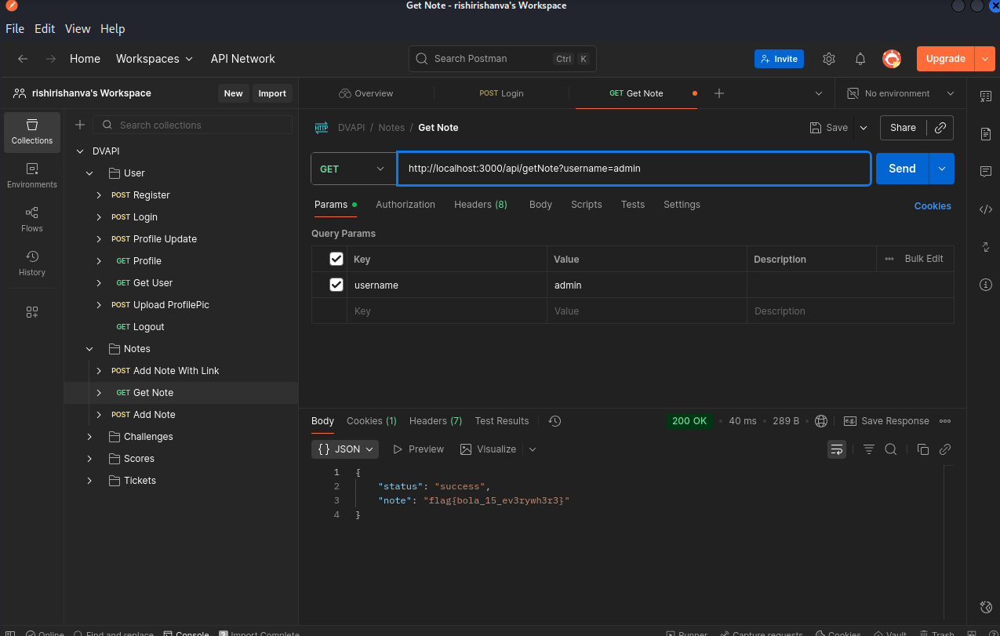 Get Note - rishirishanva's Workspace
File Edit View Help
Home Workspaces API Network Search Postman Ctrl K Invite Upgrade
rishirishanva's Workspace New Import Overview POST Login GET Get Note No environment
Collections
Environments
Flows
History
Search collections
DVAPI
User
POST Register
POST Login
POST Profile Update
GET Profile
GET Get User
POST Upload ProfilePic
GET Logout
Notes
POST Add Note With Link
GET Get Note
POST Add Note
Challenges
Scores
Tickets
HTTP DVAPI / Notes / Get Note Save Share
GET http://localhost:3000/api/getNote?username=admin Send
Params Authorization Headers (8) Body Scripts Tests Settings Cookies
Query Params
Key Value Description Bulk Edit
username admin
Key Value Description
Body Cookies (1) Headers (7) Test Results 200 OK 40 ms 289 B e.g. Save Response
{} JSON Preview Visualize
1 {
2 "status": "success",
3 "note": "flag{bola_15_ev3rywh3r3}"
4 }
Online Find and replace Console 3 Import Complete Runner Capture requests Cookies Vault Trash